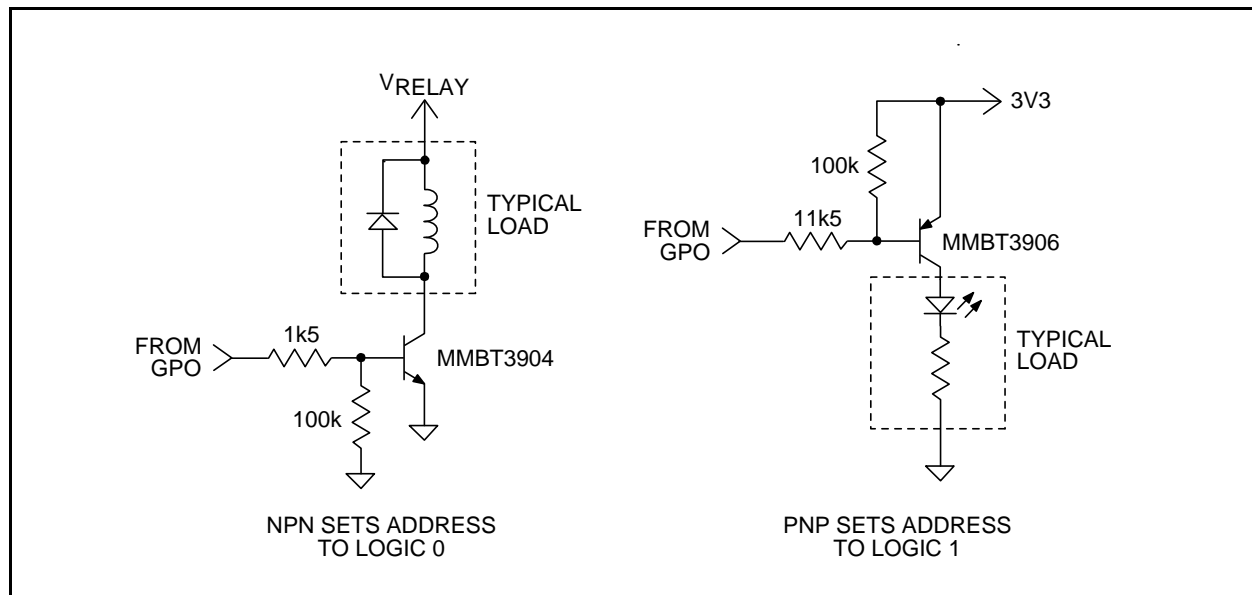 VRELAY
TYPICAL
LOAD
1k5
FROM
GPO
MMBT3904
100k
NPN SETS ADDRESS
TO LOGIC 0
3V3
100k
11k5
FROM
GPO
MMBT3906
TYPICAL
LOAD
PNP SETS ADDRESS
TO LOGIC 1